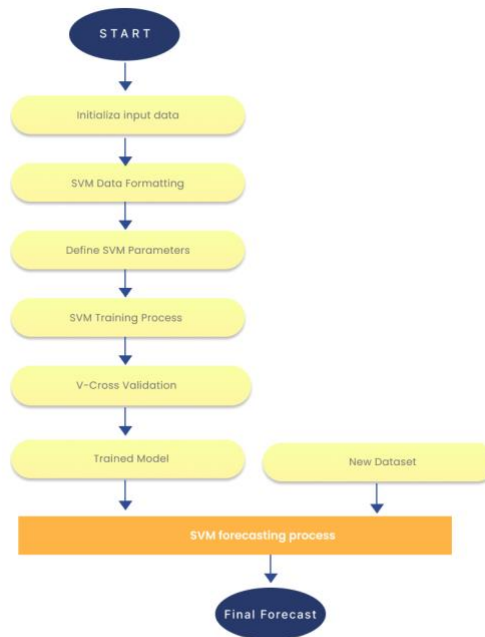 START
Initializa input data
SVM Data Formatting
Define SVM Parameters
SVM Training Process
V-Cross Validation
Trained Model
New Dataset
SVM forecasting process
Final Forecast